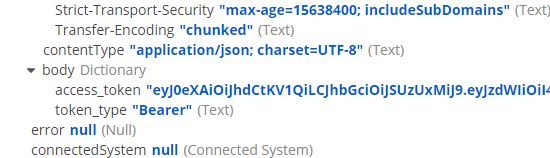 Strict-Transport-Security "max-age=15638400; includeSubDomains" (Text)
Transfer-Encoding "chunked" (Text)
contentType "application/json; charset=UTF-8" (Text)
body Dictionary
access_token "eyJ0eXAiOiJhdCtKV1QiLCJhbGciOiJSUzUxMiJ9.eyJzdWIiOiI4
token_type "Bearer" (Text)
error null (Null)
connectedSystem null (Connected System)